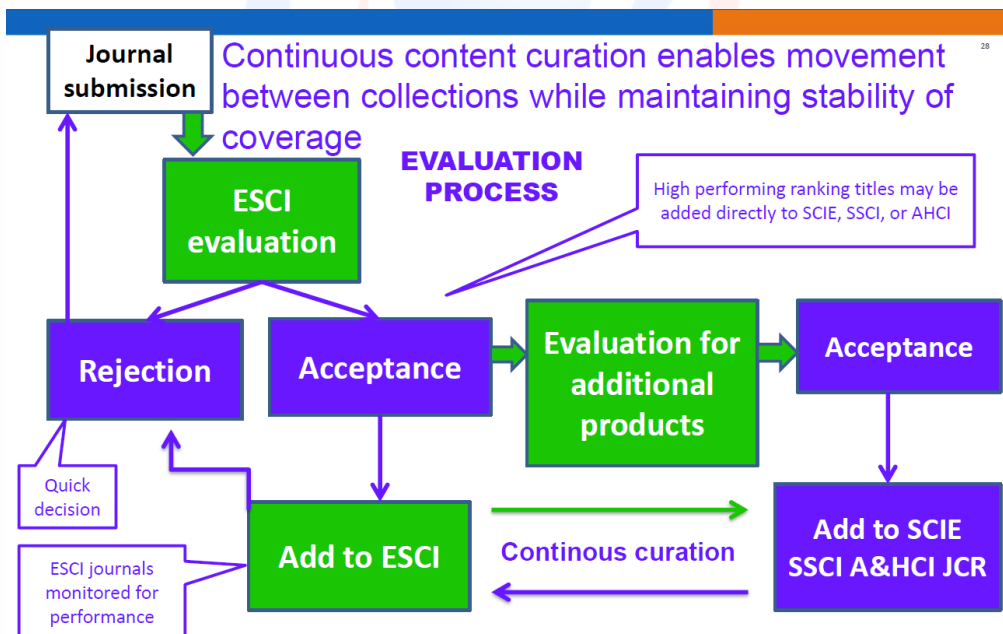 Journal
submission
Continuous content curation enables movement
between collections while maintaining stability of
coverage
28
EVALUATION
PROCESS
High performing ranking titles may be
added directly to SCIE, SSCI, or AHCI
ESCI
evaluation
Rejection
Acceptance
Evaluation for
additional
products
Acceptance
Quick
decision
Add to ESCI
Continous curation
Add to SCIE
SSCI A&HCI JCR
ESCI journals
monitored for
performance